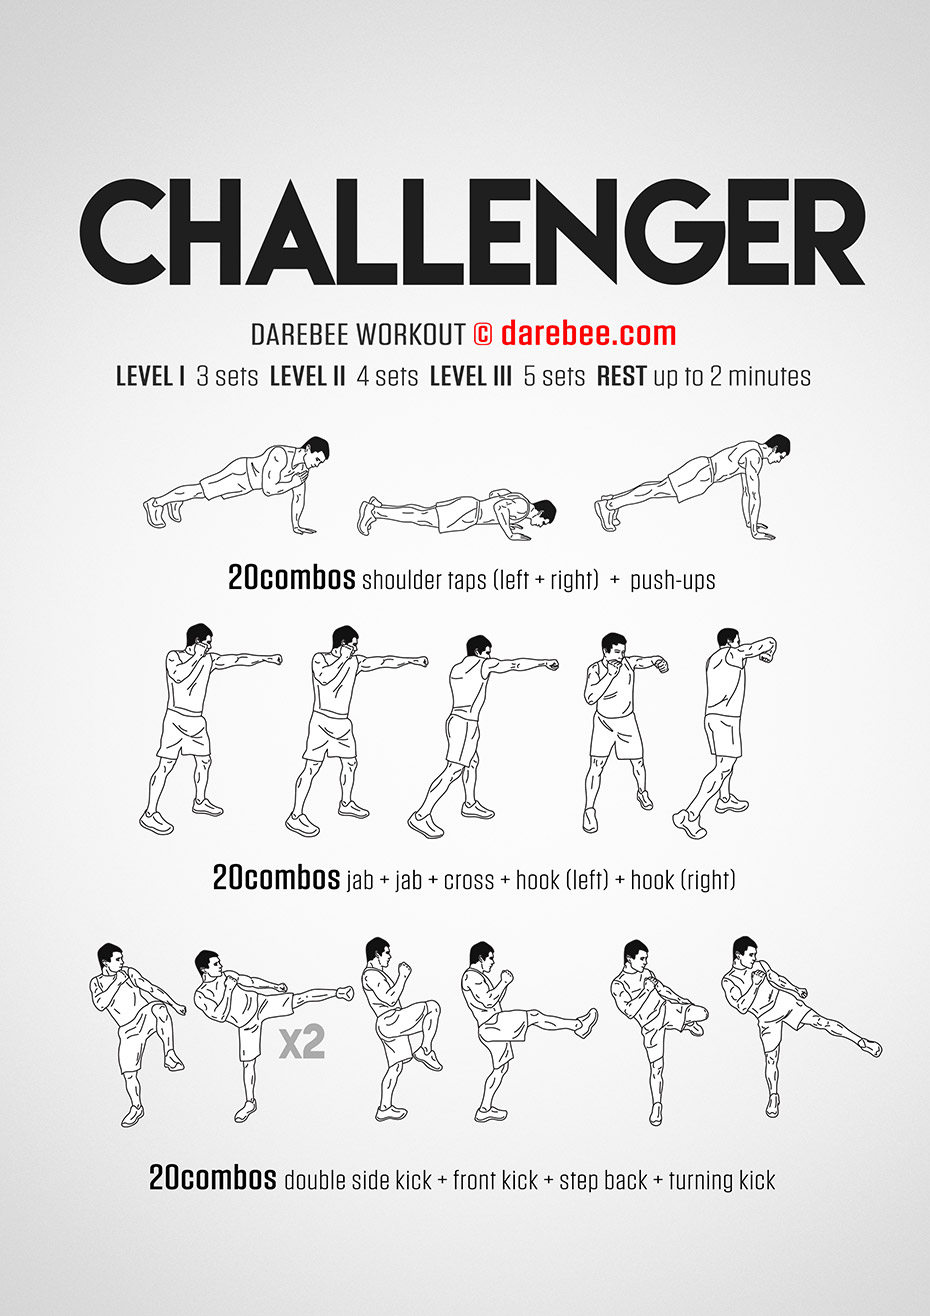 CHALLENGER
DAREBEE WORKOUT © darebee.com
LEVEL I 3 sets LEVEL II 4 sets LEVEL III 5 sets REST up to 2 minutes
20combos shoulder taps (left + right) + push-ups
20combos jab + jab + cross + hook (left) + hook (right)
x2
20combos double side kick + front kick + step back + turning kick